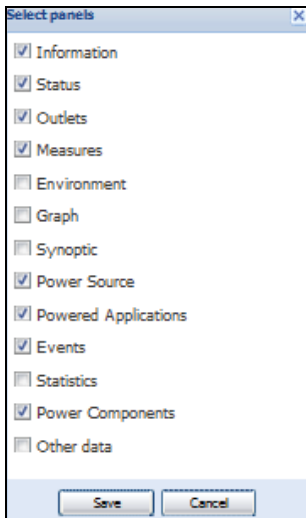 Select panels
Information
Status
Outlets
Measures
Environment
Graph
Synoptic
Power Source
Powered Applications
Events
Statistics
Power Components
Other data
Save Cancel